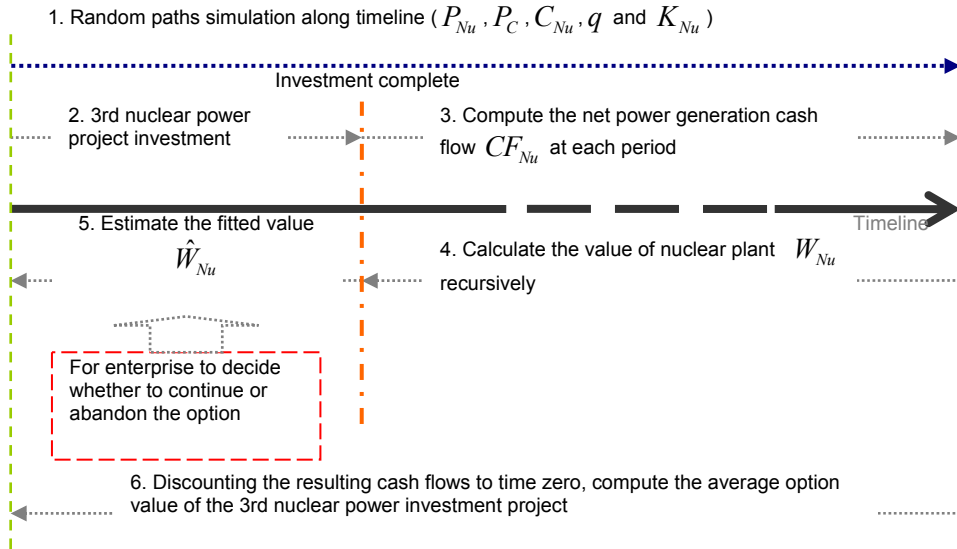 1. Random paths simulation along timeline ( P_Nu , P_C , C_Nu , q and K_Nu )
Investment complete
2. 3rd nuclear power
project investment
3. Compute the net power generation cash
flow CF_Nu at each period
Timeline
5. Estimate the fitted value
Ŵ_Nu
4. Calculate the value of nuclear plant W_Nu
recursively
For enterprise to decide
whether to continue or
abandon the option
6. Discounting the resulting cash flows to time zero, compute the average option
value of the 3rd nuclear power investment project